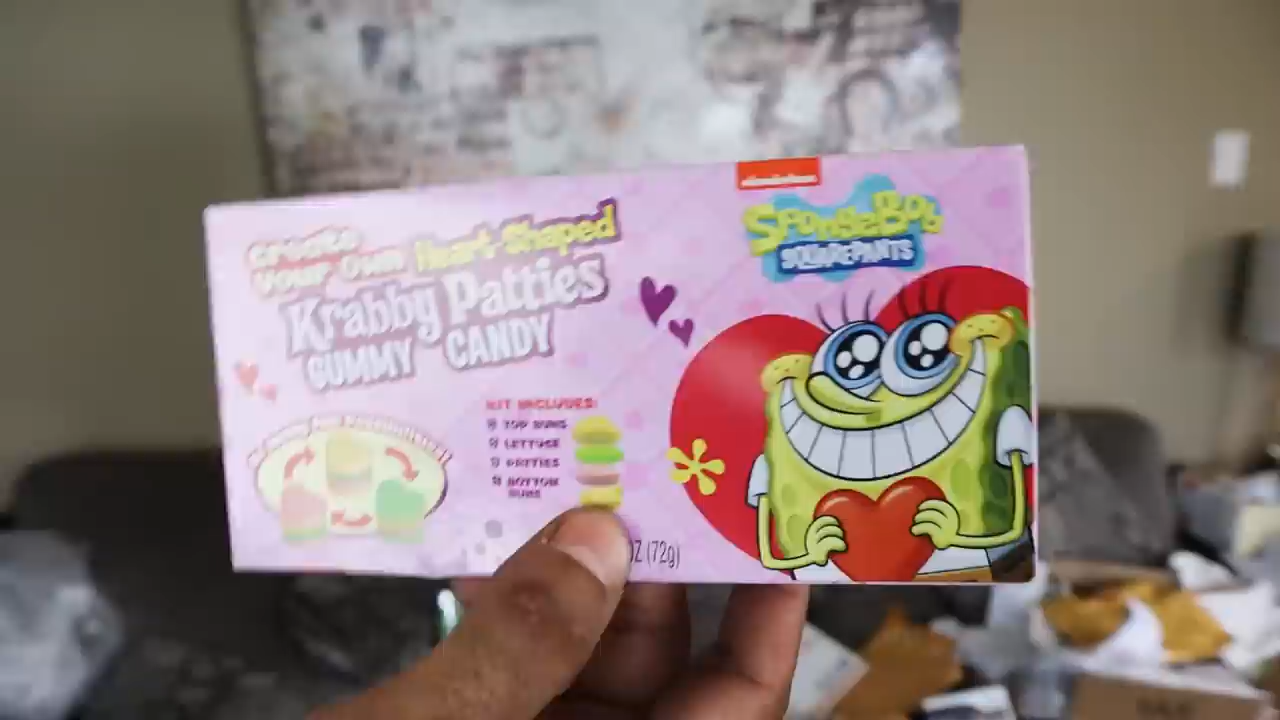 nickelodeon
SpongeBob
SQUAREPANTS
Create
Your Own Heart-Shaped
Krabby Patties
GUMMY CANDY
KIT INCLUDES:
TOP BUNS
LETTUCE
PATTIES
BOTTOM
BUNS
OZ (72g)